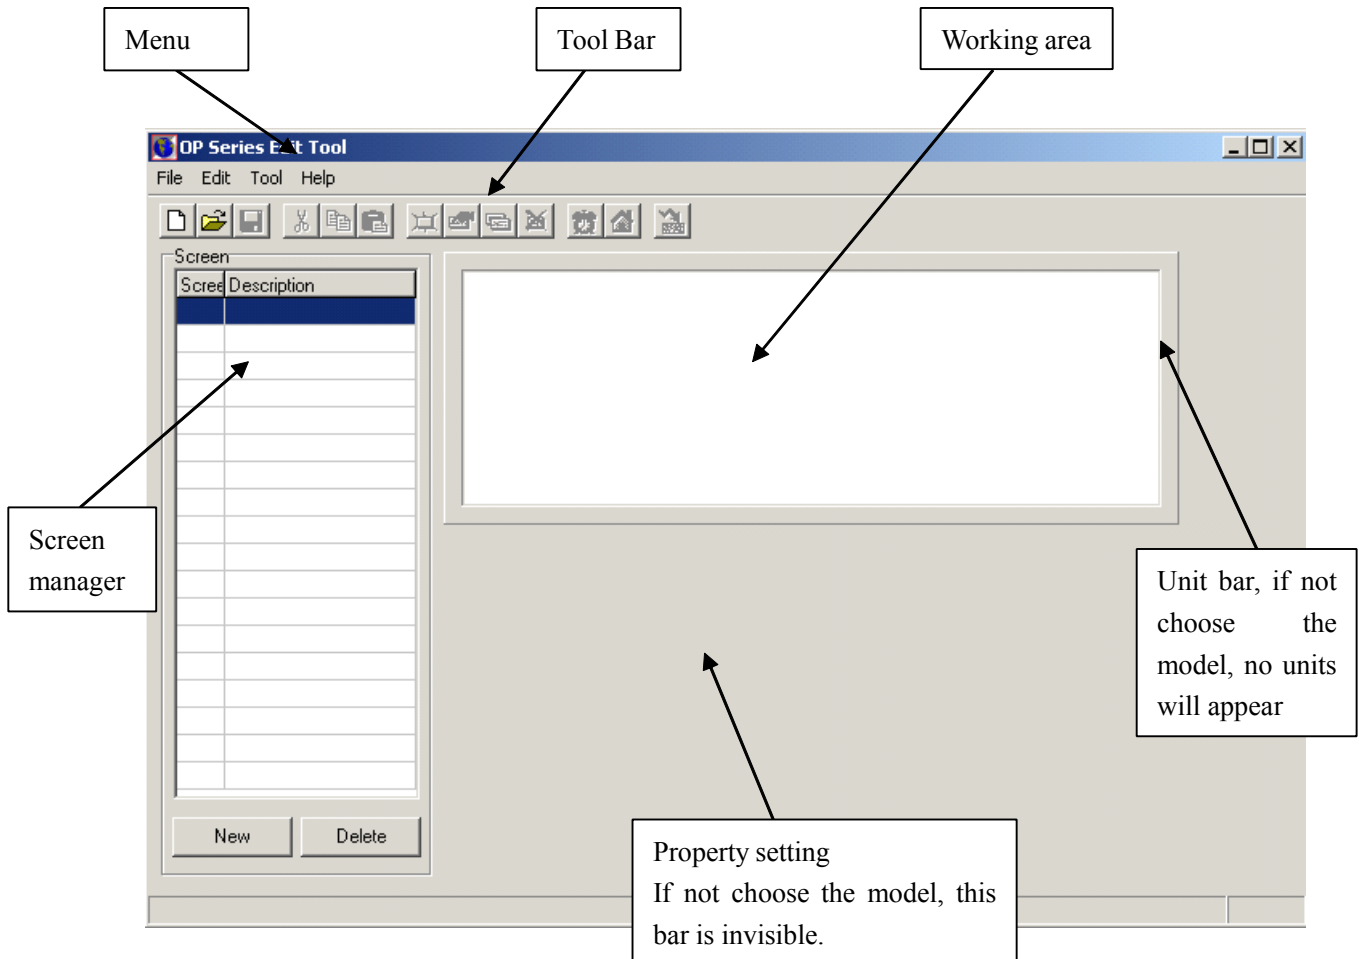 Menu
Tool Bar
Working area
OP Series E it Tool
File Edit Tool Help
Screen
Scree Description
Screen
manager
Unit bar, if not
choose the
model, no units
will appear
New Delete
Property setting
If not choose the model, this
bar is invisible.